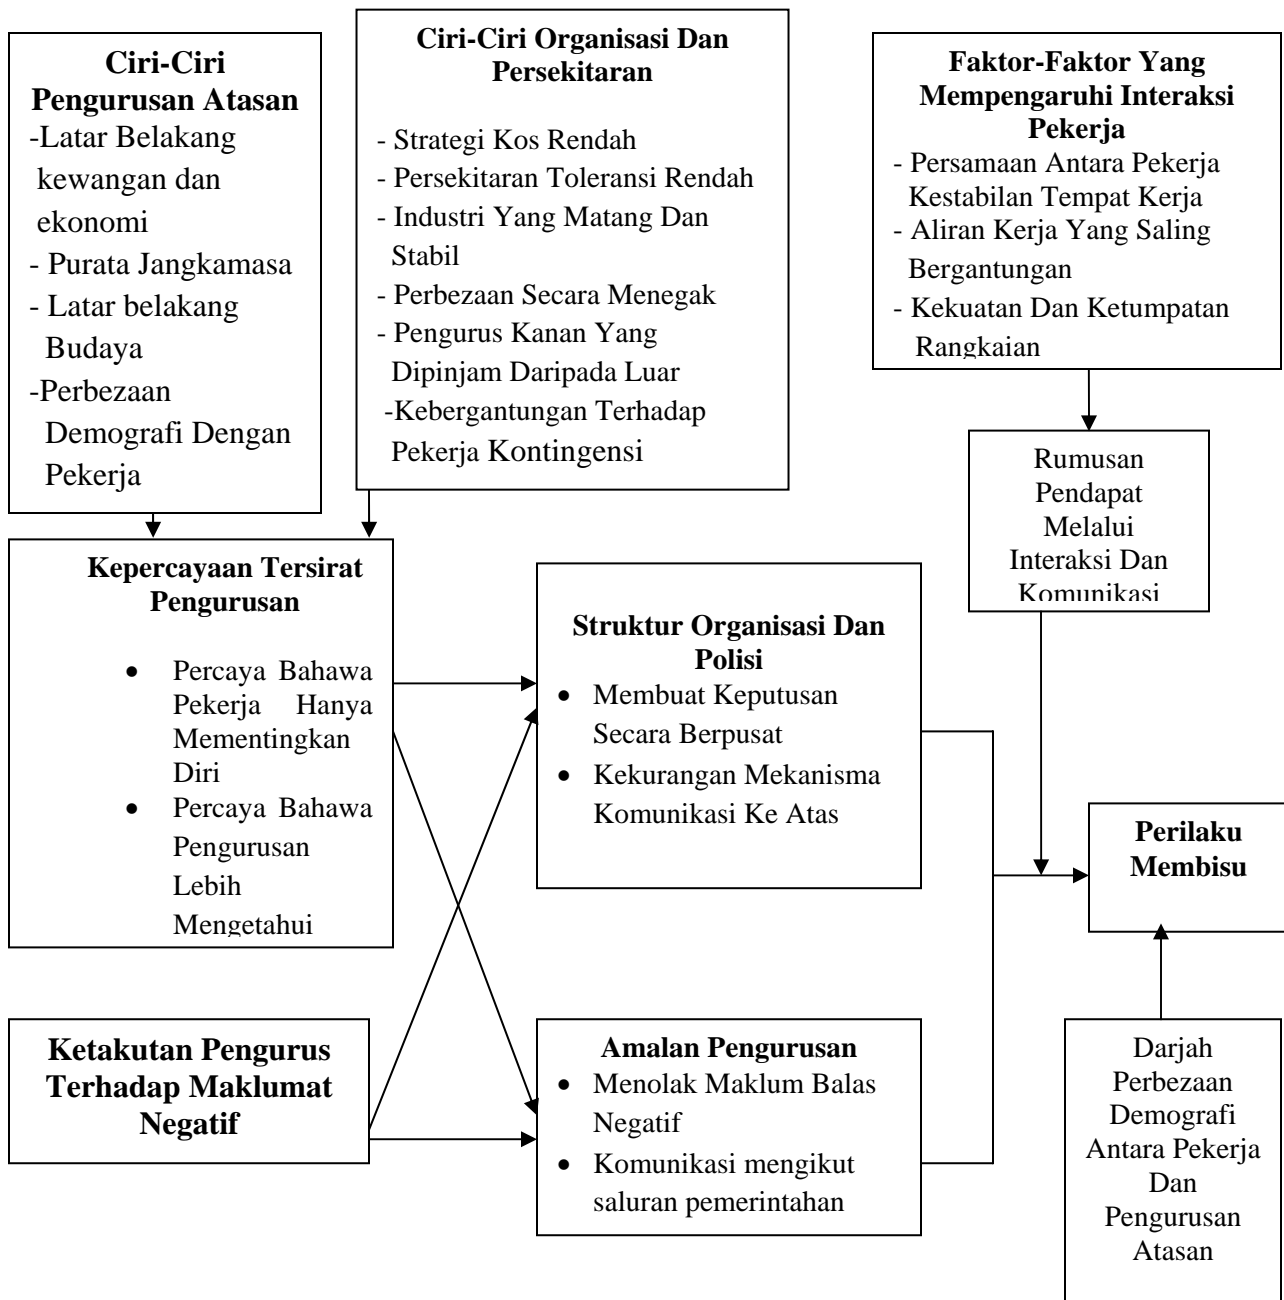 Ciri-Ciri
Pengurusan Atasan
-Latar Belakang
kewangan dan
ekonomi
- Purata Jangkamasa
- Latar belakang
Budaya
-Perbezaan
Demografi Dengan
Pekerja
Ciri-Ciri Organisasi Dan
Persekitaran
- Strategi Kos Rendah
- Persekitaran Toleransi Rendah
- Industri Yang Matang Dan
Stabil
- Perbezaan Secara Menegak
- Pengurus Kanan Yang
Dipinjam Daripada Luar
-Kebergantungan Terhadap
Pekerja Kontingensi
Faktor-Faktor Yang
Mempengaruhi Interaksi
Pekerja
- Persamaan Antara Pekerja
Kestabilan Tempat Kerja
- Aliran Kerja Yang Saling
Bergantungan
- Kekuatan Dan Ketumpatan
Rangkaian
Rumusan
Pendapat
Melalui
Interaksi Dan
Komunikasi
Kepercayaan Tersirat
Pengurusan
• Percaya Bahawa
Pekerja Hanya
Mementingkan
Diri
• Percaya Bahawa
Pengurusan
Lebih
Mengetahui
Struktur Organisasi Dan
Polisi
• Membuat Keputusan
Secara Berpusat
• Kekurangan Mekanisma
Komunikasi Ke Atas
Perilaku
Membisu
Ketakutan Pengurus
Terhadap Maklumat
Negatif
Amalan Pengurusan
• Menolak Maklum Balas
Negatif
• Komunikasi mengikut
saluran pemerintahan
Darjah
Perbezaan
Demografi
Antara Pekerja
Dan
Pengurusan
Atasan